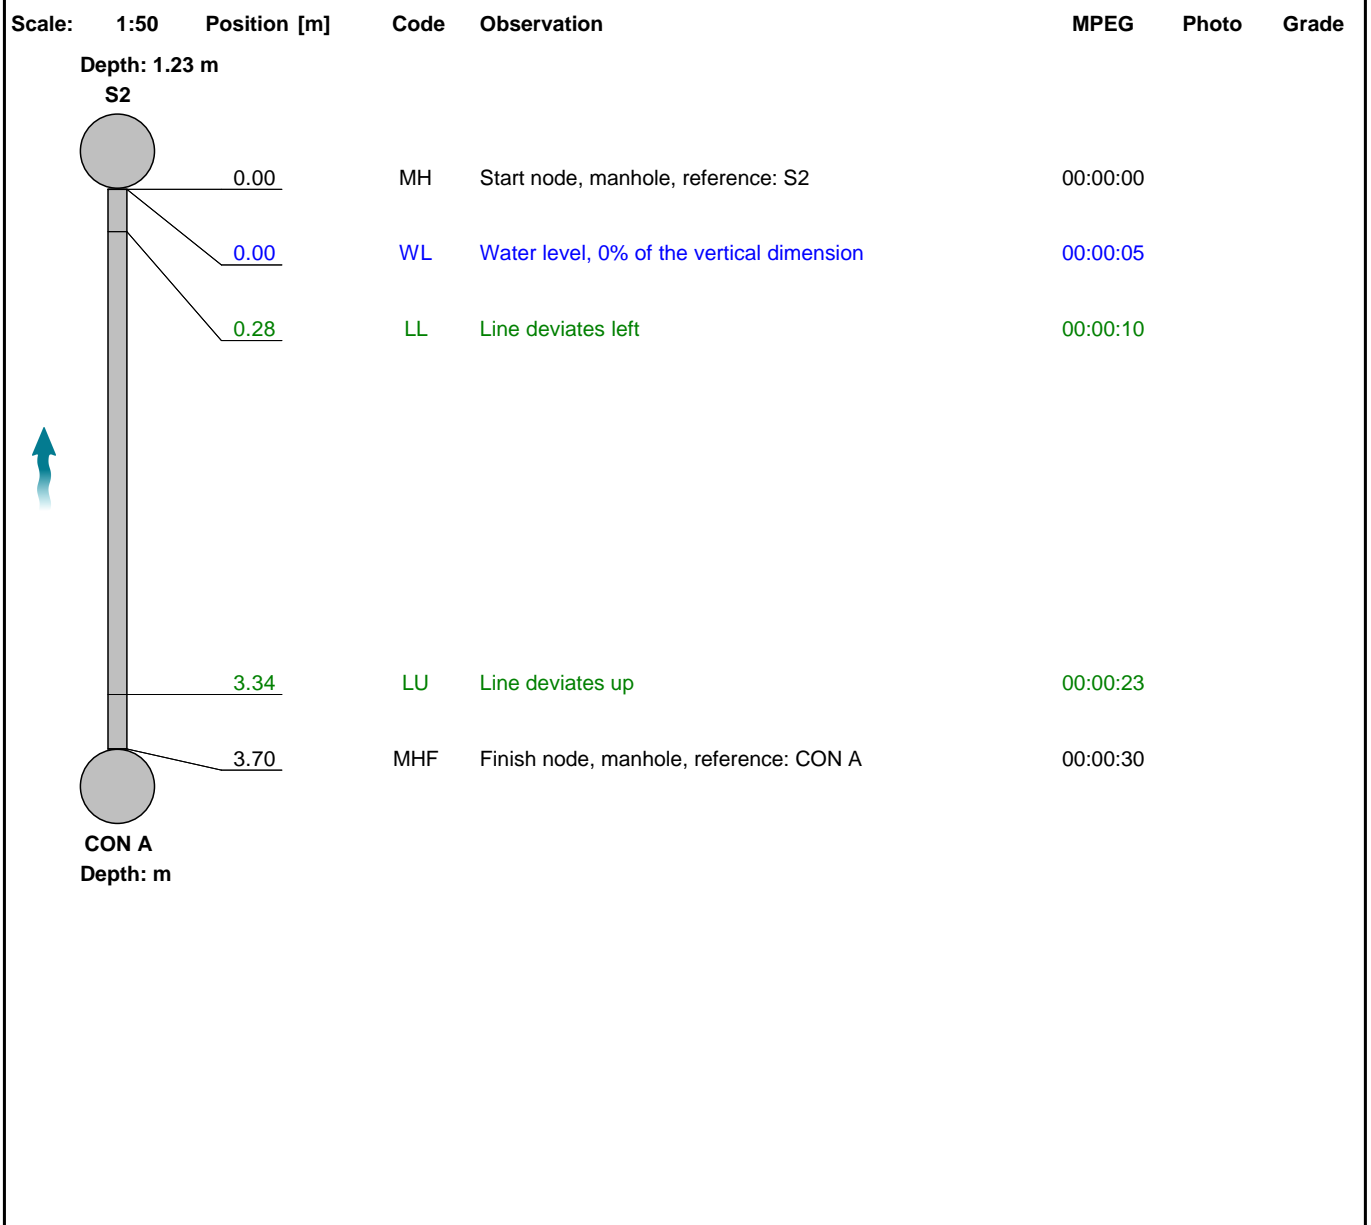 Scale: 1:50 Position [m] Code Observation MPEG Photo Grade
Depth: 1.23 m
S2
0.00 MH Start node, manhole, reference: S2 00:00:00
0.00 WL Water level, 0% of the vertical dimension 00:00:05
0.28 LL Line deviates left 00:00:10
3.34 LU Line deviates up 00:00:23
3.70 MHF Finish node, manhole, reference: CON A 00:00:30
CON A
Depth: m